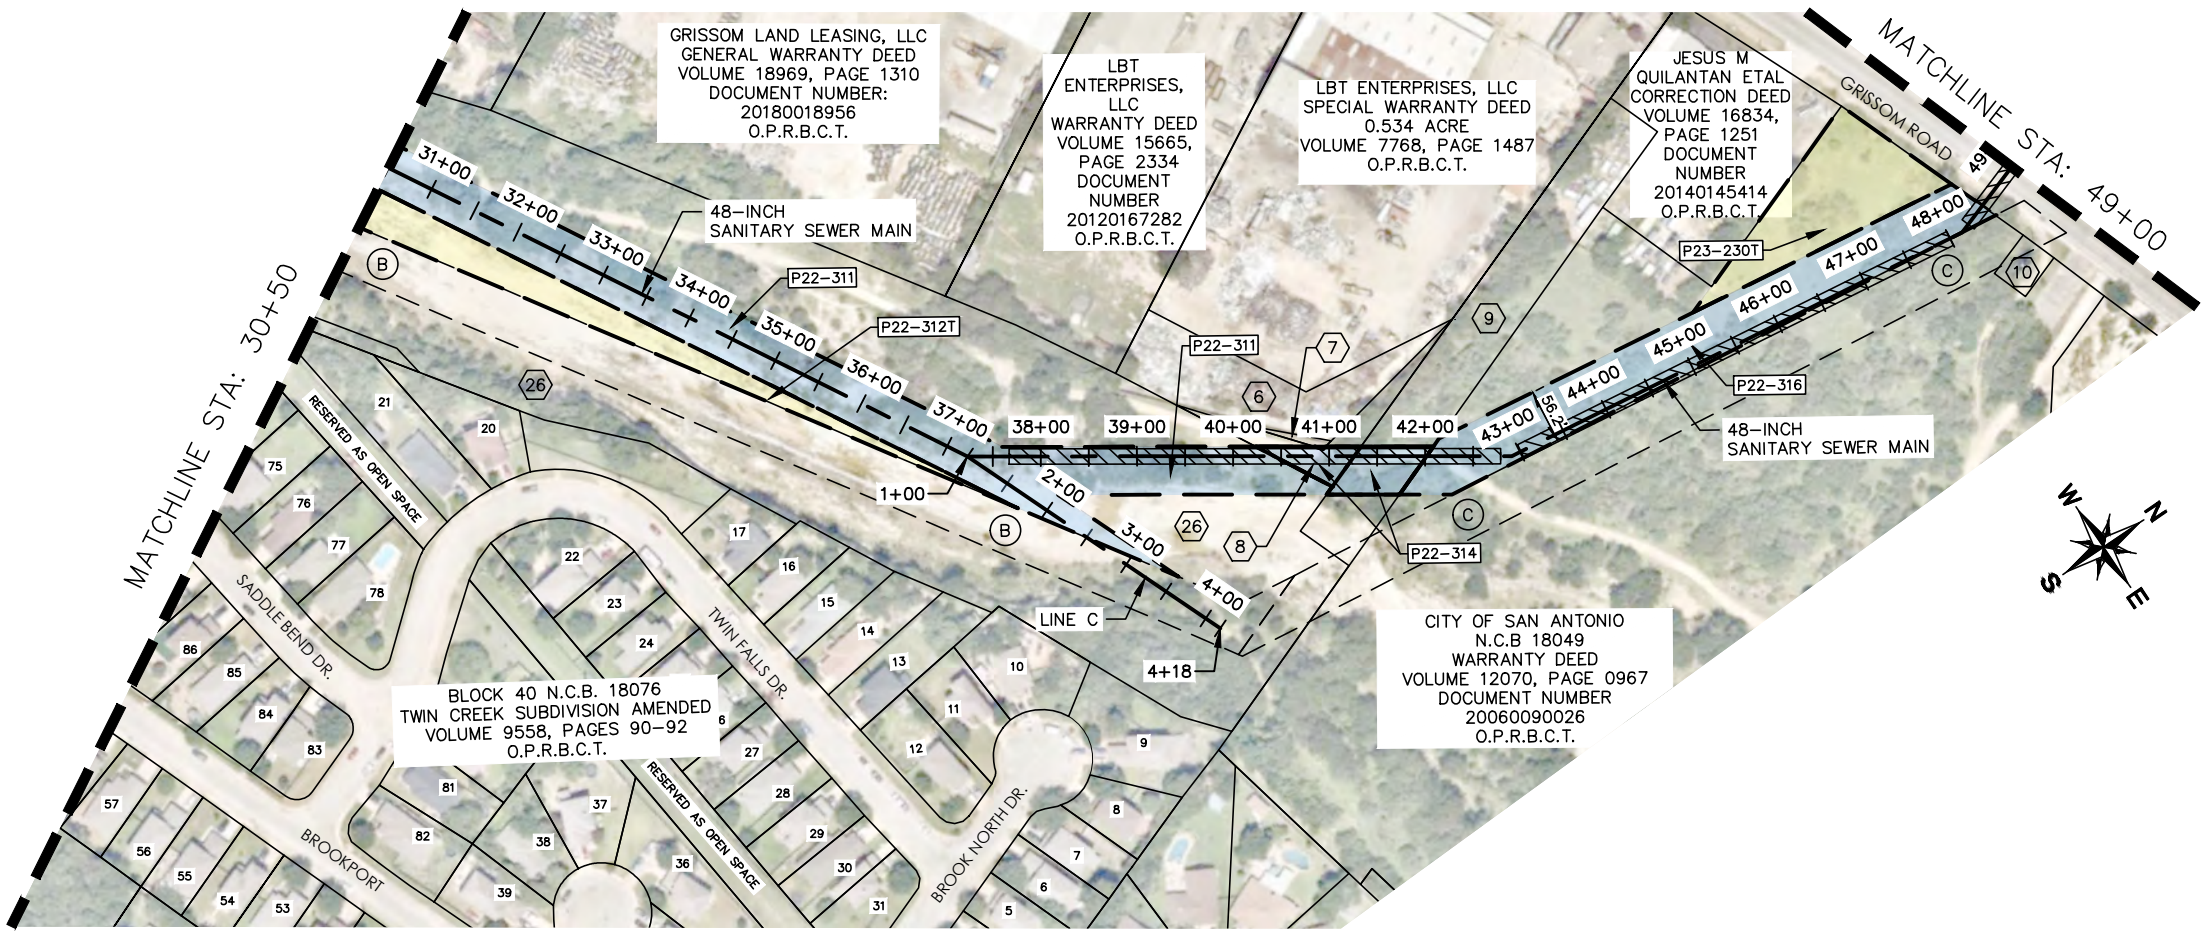 GRISSOM LAND LEASING, LLC
GENERAL WARRANTY DEED
VOLUME 18969, PAGE 1310
DOCUMENT NUMBER:
20180018956
O.P.R.B.C.T.
LBT
ENTERPRISES,
LLC
WARRANTY DEED
VOLUME 15665,
PAGE 2334
DOCUMENT
NUMBER
20120167282
O.P.R.B.C.T.
LBT ENTERPRISES, LLC
SPECIAL WARRANTY DEED
0.534 ACRE
VOLUME 7768, PAGE 1487
O.P.R.B.C.T.
JESUS M
QUILANTAN ETAL
CORRECTION DEED
VOLUME 16834,
PAGE 1251
DOCUMENT
NUMBER
20140145414
O.P.R.B.C.T.
MATCHLINE STA: 49+00
GRISSOM ROAD
49
MATCHLINE STA: 30+50
31+00
32+00
33+00
34+00
35+00
36+00
37+00
38+00
39+00
40+00
41+00
42+00
43+00
44+00
45+00
46+00
47+00
48+00
48-INCH
SANITARY SEWER MAIN
P22-311
P22-312T
P22-311
P23-230T
P22-316
P22-314
48-INCH
SANITARY SEWER MAIN
56.2'
B
B
C
C
26
26
6
7
8
9
10
1+00
2+00
3+00
4+00
4+18
LINE C
N
W
S
E
CITY OF SAN ANTONIO
N.C.B 18049
WARRANTY DEED
VOLUME 12070, PAGE 0967
DOCUMENT NUMBER
20060090026
O.P.R.B.C.T.
BLOCK 40 N.C.B. 18076
TWIN CREEK SUBDIVISION AMENDED
VOLUME 9558, PAGES 90-92
O.P.R.B.C.T.
RESERVED AS OPEN SPACE
RESERVED AS OPEN SPACE
SADDLE BEND DR.
TWIN FALLS DR.
BROOK NORTH DR.
BROOKPORT
21
20
75
76
77
78
22
23
24
17
16
15
14
13
12
11
10
9
8
7
6
5
86
85
84
83
81
82
57
56
55
54
53
39
38
37
36
6
27
28
29
30
31